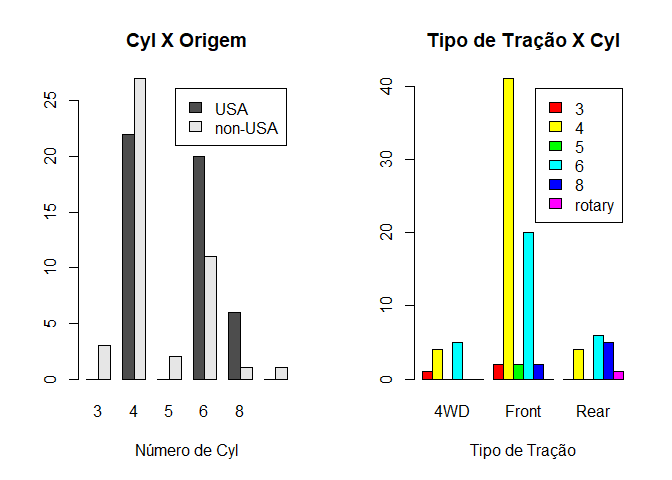 Cyl X Origem
25
20
15
10
5
0
USA
non-USA
3 4 5 6 8
Número de Cyl
Tipo de Tração X Cyl
40
30
20
10
0
3
4
5
6
8
rotary
4WD Front Rear
Tipo de Tração